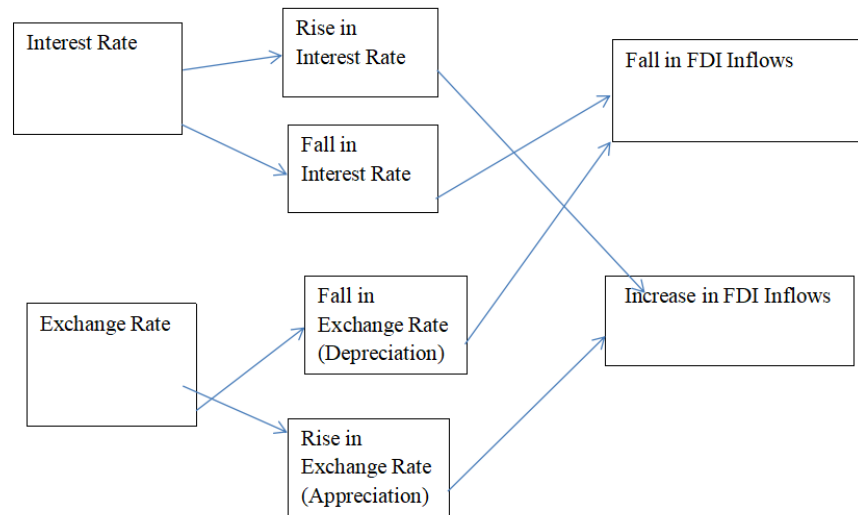 Interest Rate
Rise in
Interest Rate
Fall in FDI Inflows
Fall in
Interest Rate
Exchange Rate
Fall in
Exchange Rate
(Depreciation)
Increase in FDI Inflows
Rise in
Exchange Rate
(Appreciation)